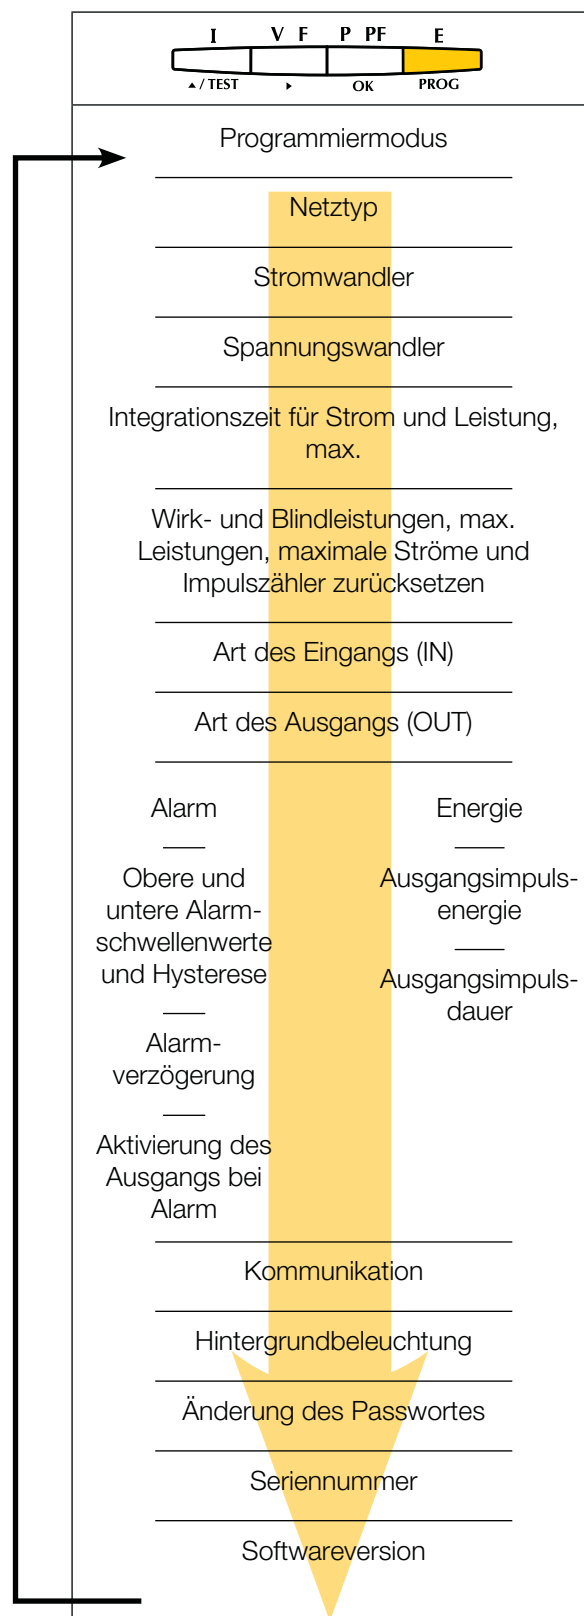 I V F P PF E
▲ / TEST ▶ OK PROG
Programmiermodus
Netztyp
Stromwandler
Spannungswandler
Integrationszeit für Strom und Leistung,
max.
Wirk- und Blindleistungen, max.
Leistungen, maximale Ströme und
Impulszähler zurücksetzen
Art des Eingangs (IN)
Art des Ausgangs (OUT)
Alarm
Obere und
untere Alarm-
schwellenwerte
und Hysterese
Alarm-
verzögerung
Aktivierung des
Ausgangs bei
Alarm
Energie
Ausgangsimpuls-
energie
Ausgangsimpuls-
dauer
Kommunikation
Hintergrundbeleuchtung
Änderung des Passwortes
Seriennummer
Softwareversion